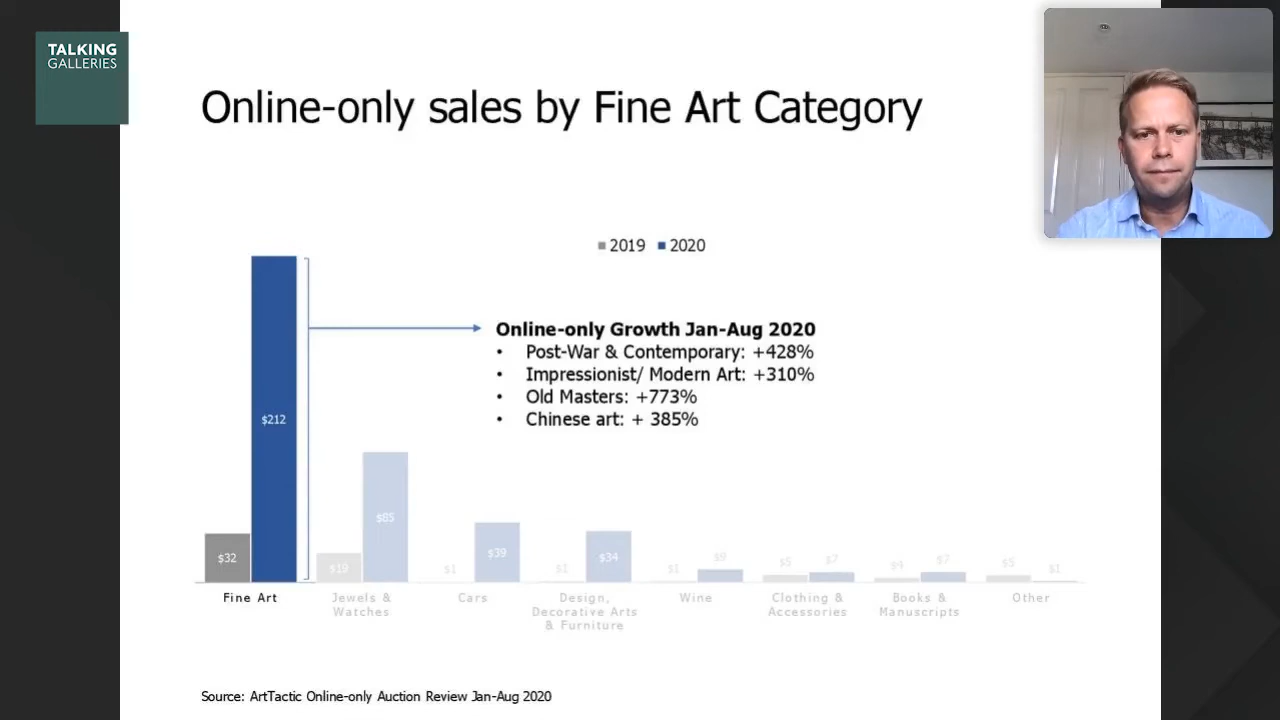 TALKING
GALLERIES
Online-only sales by Fine Art Category
2019 2020
Online-only Growth Jan-Aug 2020
• Post-War & Contemporary: +428%
• Impressionist/ Modern Art: +310%
• Old Masters: +773%
• Chinese art: + 385%
$32
$212
$19
$85
$1
$39
$1
$34
$1
$9
$5
$7
$4
$7
$5
$1
Fine Art
Jewels &
Watches
Cars
Design,
Decorative Arts
& Furniture
Wine
Clothing &
Accessories
Books &
Manuscripts
Other
Source: ArtTactic Online-only Auction Review Jan-Aug 2020